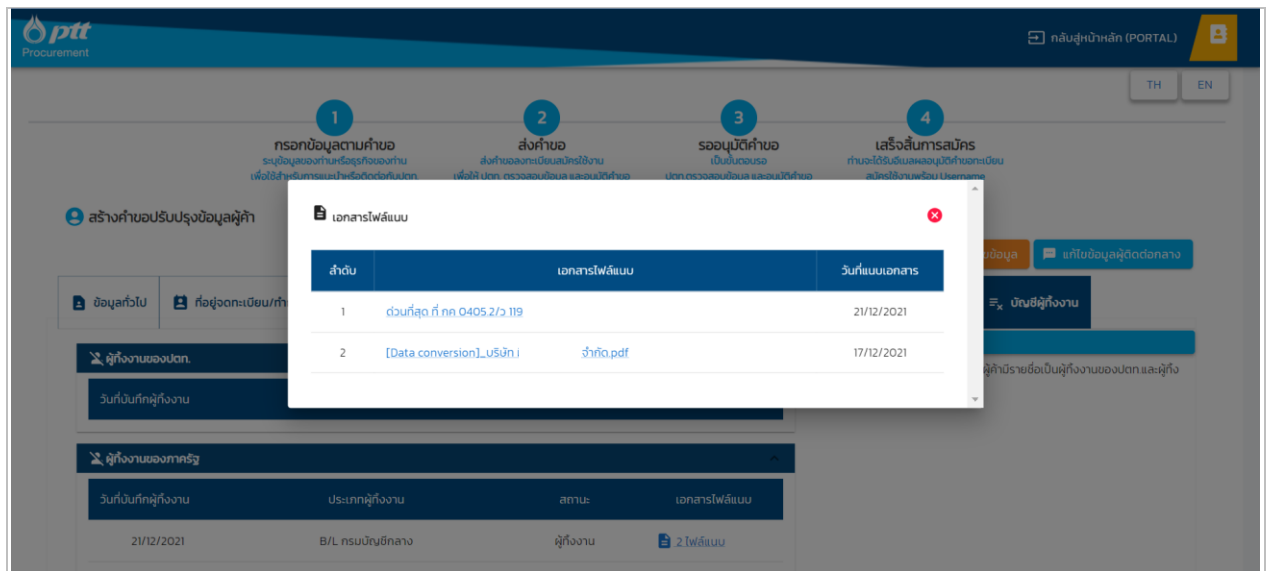 ptt
Procurement
กลับสู่หน้าหลัก (PORTAL)
TH EN
1 2 3 4
กรอกข้อมูลตามคำขอ ส่งคำขอ รออนุมัติคำขอ เสร็จสิ้นการสมัคร
ระบุข้อมูลของท่านหรือธุรกิจของท่าน ส่งคำขอลงทะเบียนสมัครใช้งาน เป็นขั้นตอนรอ ท่านจะได้รับอีเมลผลอนุมัติคำขอทะเบียน
เพื่อใช้สำหรับการแนะนำหรือติดต่อกับปตท. เพื่อให้ ปตท. ตรวจสอบข้อมูล และอนุมัติคำขอ ปตท.ตรวจสอบข้อมูล และอนุมัติคำขอ สมัครใช้งานพร้อม Username
สร้างคำขอปรับปรุงข้อมูลผู้ค้า
เอกสารไฟล์แนบ
ข้อมูล แก้ไขข้อมูลผู้ติดต่อกลาง
ลำดับ เอกสารไฟล์แนบ วันที่แนบเอกสาร
ข้อมูลทั่วไป ที่อยู่จดทะเบียน/ทำ บัญชีผู้ทิ้งงาน
1 ด่วนที่สุด ที่ กค 0405.2/ว 119 21/12/2021
2 [Data conversion]_บริษัท จำกัด.pdf 17/12/2021
ผู้ทิ้งงานของปตท.
ผู้ค้ามีรายชื่อเป็นผู้ทิ้งงานของปตท.และผู้ทิ้ง
วันที่บันทึกผู้ทิ้งงาน
ผู้ทิ้งงานของภาครัฐ
วันที่บันทึกผู้ทิ้งงาน ประเภทผู้ทิ้งงาน สถานะ เอกสารไฟล์แนบ
21/12/2021 B/L กรมบัญชีกลาง ผู้ทิ้งงาน 2 ไฟล์แนบ